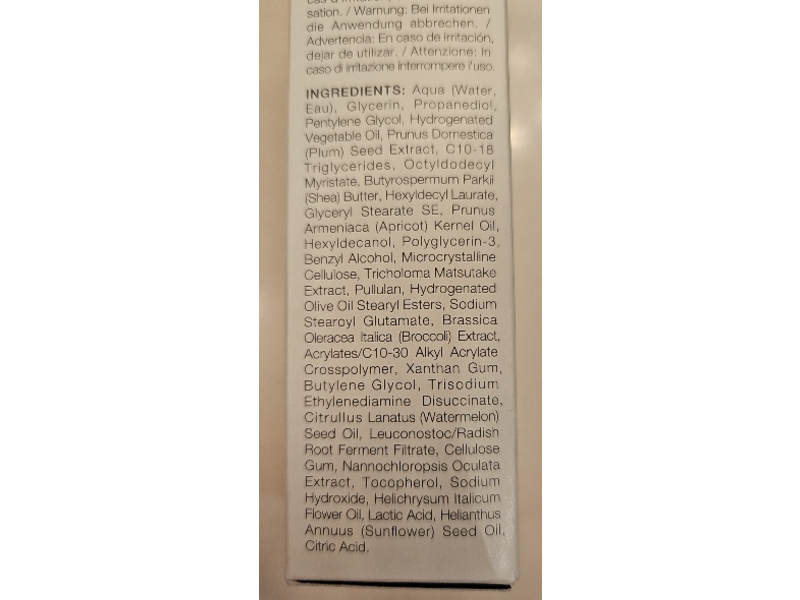 sation. / Warnung: Bei Irritationen
die Anwendung abbrechen. /
Advertencia: En caso de irritación,
dejar de utilizar. / Attenzione: In
caso di irritazione interrompere l'uso.
INGREDIENTS: Aqua (Water,
Eau), Glycerin, Propanediol,
Pentylene Glycol, Hydrogenated
Vegetable Oil, Prunus Domestica
(Plum) Seed Extract, C10-18
Triglycerides, Octyldodecyl
Myristate, Butyrospermum Parkii
(Shea) Butter, Hexyldecyl Laurate,
Glyceryl Stearate SE, Prunus
Armeniaca (Apricot) Kernel Oil,
Hexyldecanol, Polyglycerin-3,
Benzyl Alcohol, Microcrystalline
Cellulose, Tricholoma Matsutake
Extract, Pullulan, Hydrogenated
Olive Oil Stearyl Esters, Sodium
Stearoyl Glutamate, Brassica
Oleracea Italica (Broccoli) Extract,
Acrylates/C10-30 Alkyl Acrylate
Crosspolymer, Xanthan Gum,
Butylene Glycol, Trisodium
Ethylenediamine Disuccinate,
Citrullus Lanatus (Watermelon)
Seed Oil, Leuconostoc/Radish
Root Ferment Filtrate, Cellulose
Gum, Nannochloropsis Oculata
Extract, Tocopherol, Sodium
Hydroxide, Helichrysum Italicum
Flower Oil, Lactic Acid, Helianthus
Annuus (Sunflower) Seed Oil,
Citric Acid.